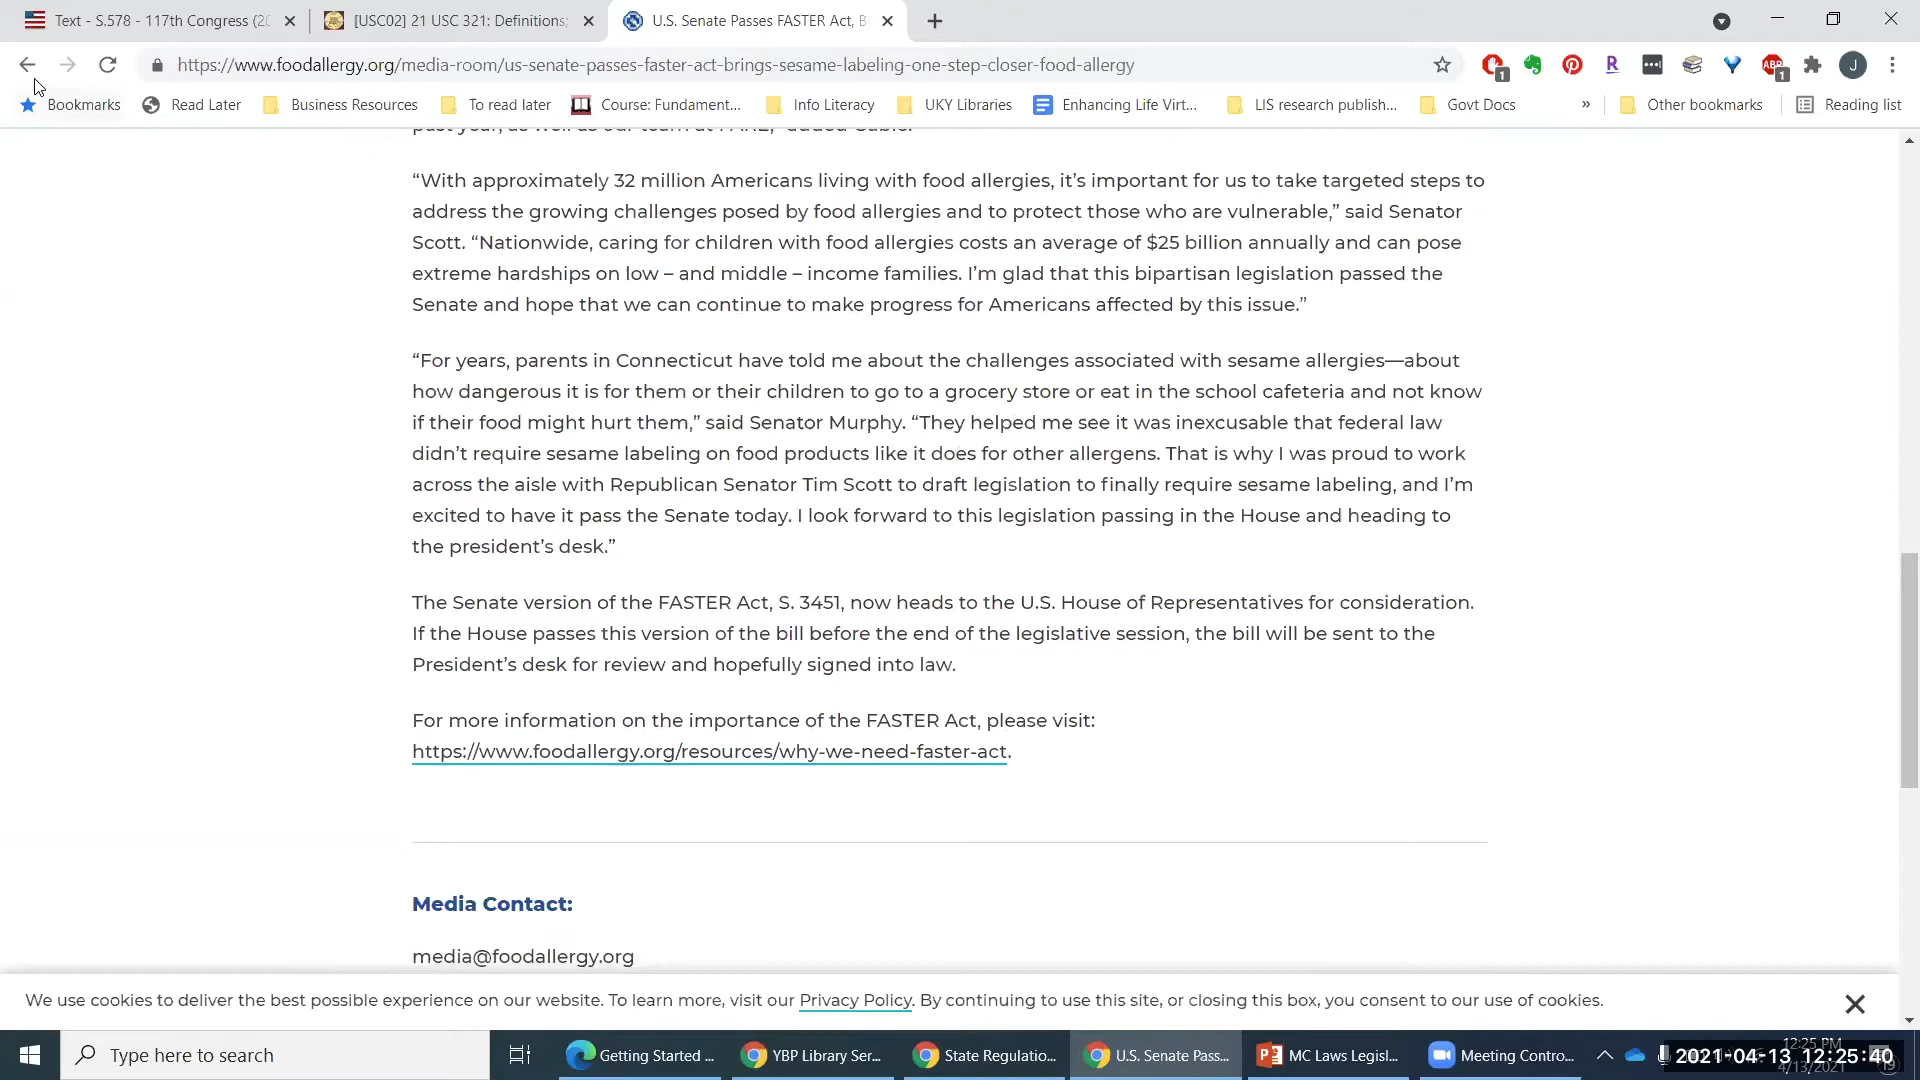 Text - S.578 - 117th Congress (20
[USC02] 21 USC 321: Definitions;
U.S. Senate Passes FASTER Act, B
https://www.foodallergy.org/media-room/us-senate-passes-faster-act-brings-sesame-labeling-one-step-closer-food-allergy
1
R
ABP
1
J
Bookmarks
Read Later
Business Resources
To read later
Course: Fundament...
Info Literacy
UKY Libraries
Enhancing Life Virt...
LIS research publish...
Govt Docs
»
Other bookmarks
Reading list
“With approximately 32 million Americans living with food allergies, it’s important for us to take targeted steps to
address the growing challenges posed by food allergies and to protect those who are vulnerable,” said Senator
Scott. “Nationwide, caring for children with food allergies costs an average of $25 billion annually and can pose
extreme hardships on low – and middle – income families. I’m glad that this bipartisan legislation passed the
Senate and hope that we can continue to make progress for Americans affected by this issue.”
“For years, parents in Connecticut have told me about the challenges associated with sesame allergies—about
how dangerous it is for them or their children to go to a grocery store or eat in the school cafeteria and not know
if their food might hurt them,” said Senator Murphy. “They helped me see it was inexcusable that federal law
didn’t require sesame labeling on food products like it does for other allergens. That is why I was proud to work
across the aisle with Republican Senator Tim Scott to draft legislation to finally require sesame labeling, and I’m
excited to have it pass the Senate today. I look forward to this legislation passing in the House and heading to
the president’s desk.”
The Senate version of the FASTER Act, S. 3451, now heads to the U.S. House of Representatives for consideration.
If the House passes this version of the bill before the end of the legislative session, the bill will be sent to the
President’s desk for review and hopefully signed into law.
For more information on the importance of the FASTER Act, please visit:
https://www.foodallergy.org/resources/why-we-need-faster-act.
Media Contact:
media@foodallergy.org
We use cookies to deliver the best possible experience on our website. To learn more, visit our Privacy Policy. By continuing to use this site, or closing this box, you consent to our use of cookies.
Type here to search
Getting Started ...
YBP Library Ser...
State Regulatio...
U.S. Senate Pass...
MC Laws Legisl...
Meeting Contro...
12:25 PM
2021-04-13 12:25:40
4/13/2021
19